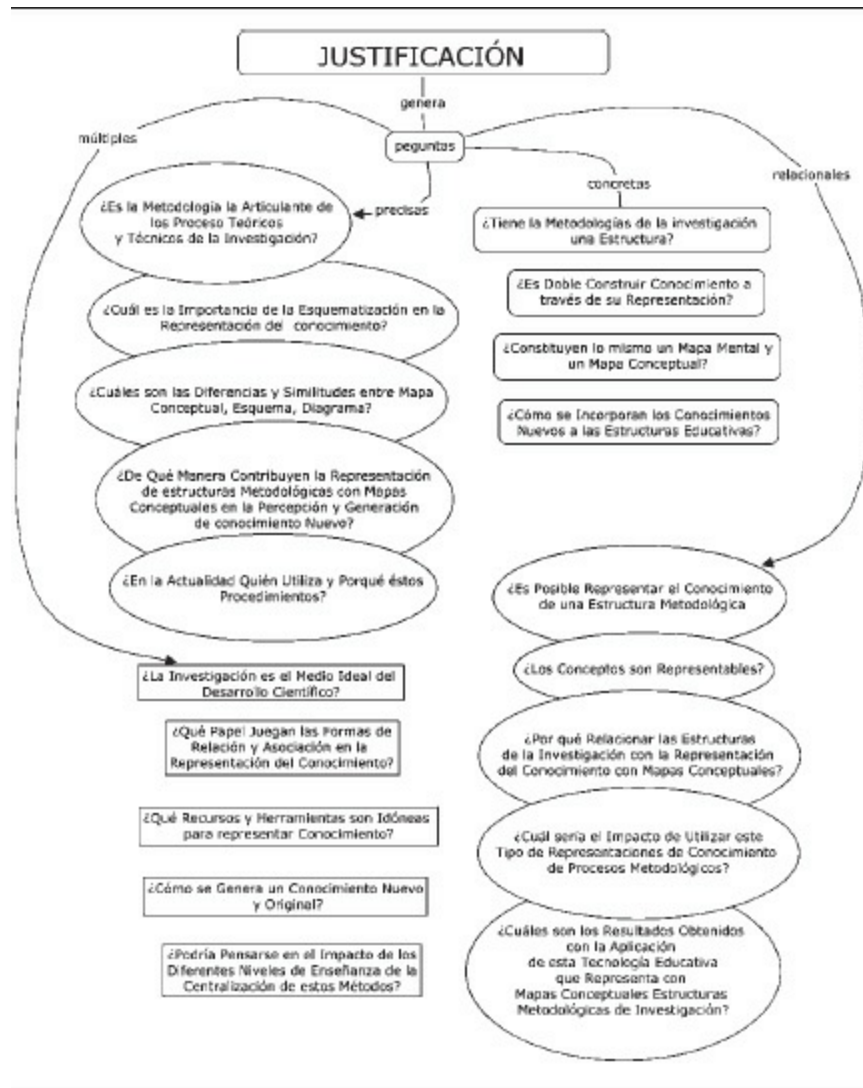 JUSTIFICACIÓN
genera
peguntas
múltiples
precisas
concretas
relacionales
¿Es la Metodología la Articulante de
los Proceso Teóricos
y Técnicos de la Investigación?
¿Cuál es la Importancia de la Esquematización en la
Representación del conocimiento?
¿Cuáles son las Diferencias y Similitudes entre Mapa
Conceptual, Esquema, Diagrama?
¿De Qué Manera Contribuyen la Representación
de estructuras Metodológicas con Mapas
Conceptuales en la Percepción y Generación
de conocimiento Nuevo?
¿En la Actualidad Quién Utiliza y Porqué éstos
Procedimientos?
¿Tiene la Metodologías de la investigación
una Estructura?
¿Es Doble Construir Conocimiento a
través de su Representación?
¿Constituyen lo mismo un Mapa Mental y
un Mapa Conceptual?
¿Cómo se Incorporan los Conocimientos
Nuevos a las Estructuras Educativas?
¿La Investigación es el Medio Ideal del
Desarrollo Científico?
¿Qué Papel Juegan las Formas de
Relación y Asociación en la
Representación del Conocimiento?
¿Qué Recursos y Herramientas son Idóneas
para representar Conocimiento?
¿Cómo se Genera un Conocimiento Nuevo
y Original?
¿Podría Pensarse en el Impacto de los
Diferentes Niveles de Enseñanza de la
Centralización de estos Métodos?
¿Es Posible Representar el Conocimiento
de una Estructura Metodológica
¿Los Conceptos son Representables?
¿Por qué Relacionar las Estructuras
de la Investigación con la Representación
del Conocimiento con Mapas Conceptuales?
¿Cuál sería el Impacto de Utilizar este
Tipo de Representaciones de Conocimiento
de Procesos Metodológicos?
¿Cuáles son los Resultados Obtenidos
con la Aplicación
de esta Tecnología Educativa
que Representa con
Mapas Conceptuales Estructuras
Metodológicas de Investigación?